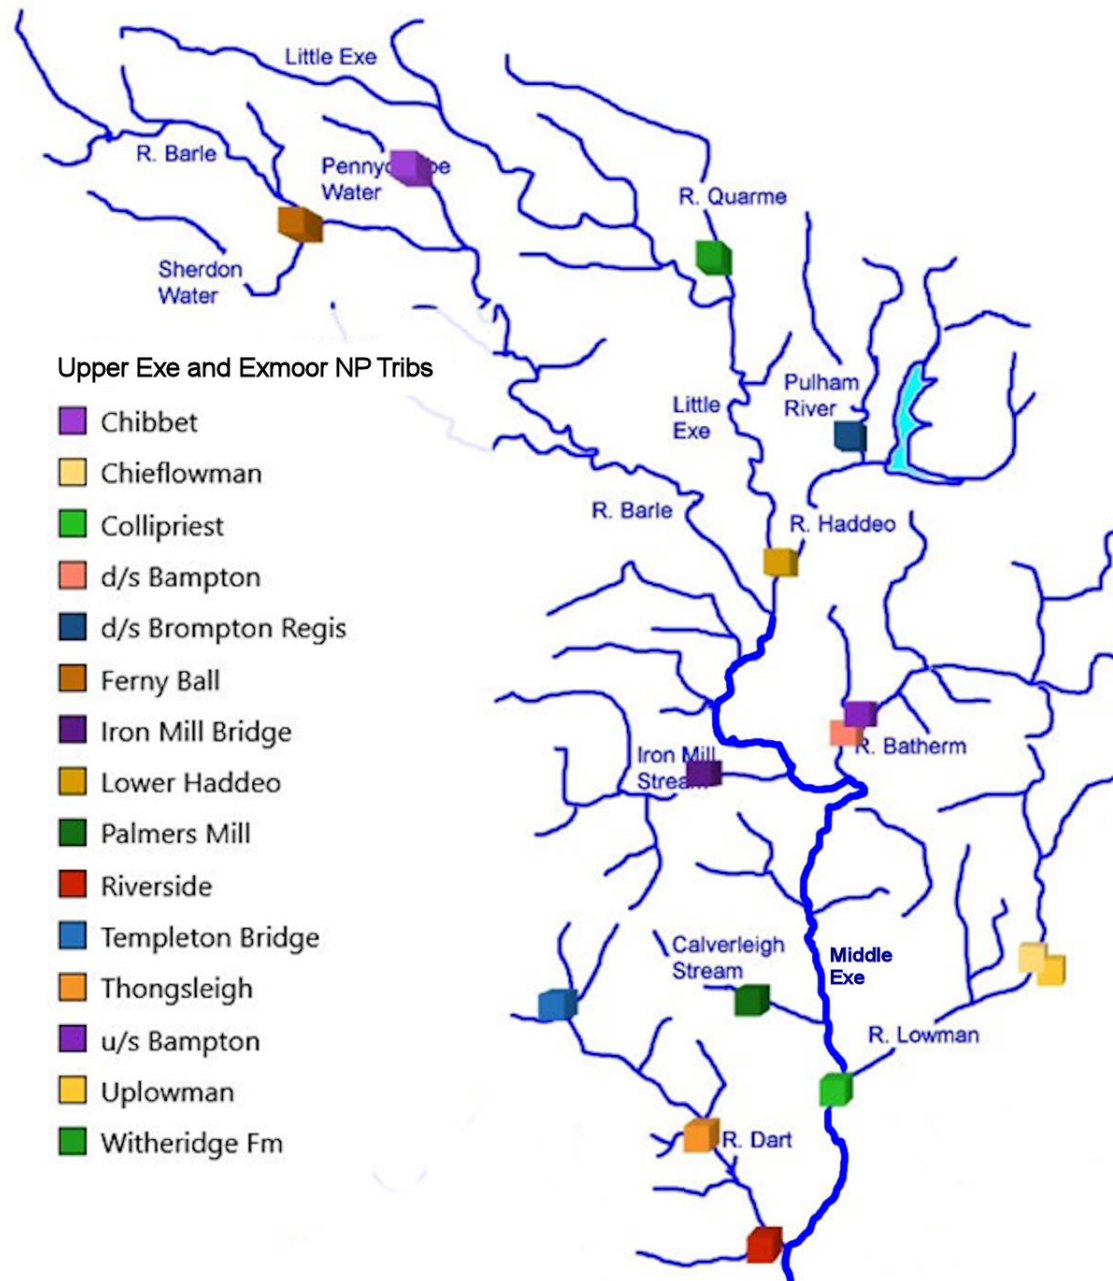 Little Exe
R. Barle
Water
R. Quarme
Sherdon
Water
Upper Exe and Exmoor NP Tribs
Chibbet
Chieflowman
Collipriest
d/s Bampton
d/s Brompton Regis
Ferny Ball
Iron Mill Bridge
Lower Haddeo
Palmers Mill
Riverside
Templeton Bridge
Thongsleigh
u/s Bampton
Uplowman
Witheridge Fm
Pulham
River
Little
Exe
R. Barle
R. Haddeo
R. Batherm
Iron Mill
Stream
Calverleigh
Stream
Middle
Exe
R. Lowman
R. Dart